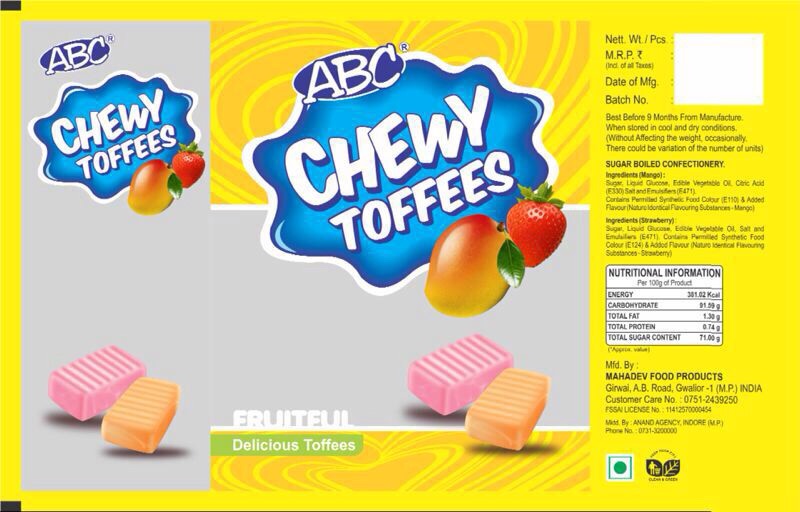 ABC®
CHEWY
TOFFEES
ABC®
CHEWY
TOFFEES
FRUITFUL
Delicious Toffees
Nett. Wt. / Pcs. :
M.R.P. ₹ :
(Incl. of all Taxes)
Date of Mfg. :
Batch No. :
Best Before 9 Months From Manufacture.
When stored in cool and dry conditions.
(Without Affecting the weight, occasionally,
There could be variation of the number of units)
SUGAR BOILED CONFECTIONERY.
Ingredients (Mango) :
Sugar, Liquid Glucose, Edible Vegetable Oil, Citric Acid
(E330) Salt and Emulsifiers (E471).
Contains Permitted Synthetic Food Colour (E110) & Added
Flavour (Nature Identical Flavouring Substances - Mango)
Ingredients (Strawberry) :
Sugar, Liquid Glucose, Edible Vegetable Oil, Salt and
Emulsifiers (E471). Contains Permitted Synthetic Food
Colour (E124) & Added Flavour (Nature Identical Flavouring
Substances - Strawberry)
NUTRITIONAL INFORMATION
Per 100g of Product
ENERGY 381.02 Kcal
CARBOHYDRATE 91.59 g
TOTAL FAT 1.30 g
TOTAL PROTEIN 0.74 g
TOTAL SUGAR CONTENT 71.00 g
(*Approx. value)
Mfd. By :
MAHADEV FOOD PRODUCTS
Girwai, A.B. Road, Gwalior -1 (M.P.) INDIA
Customer Care No. : 0751-2439250
FSSAI LICENSE No. : 11412570000454
Mktd. By : ANAND AGENCY, INDORE (M.P.)
Phone No. : 0731-3200000
KEEP YOUR CITY
CLEAN & GREEN